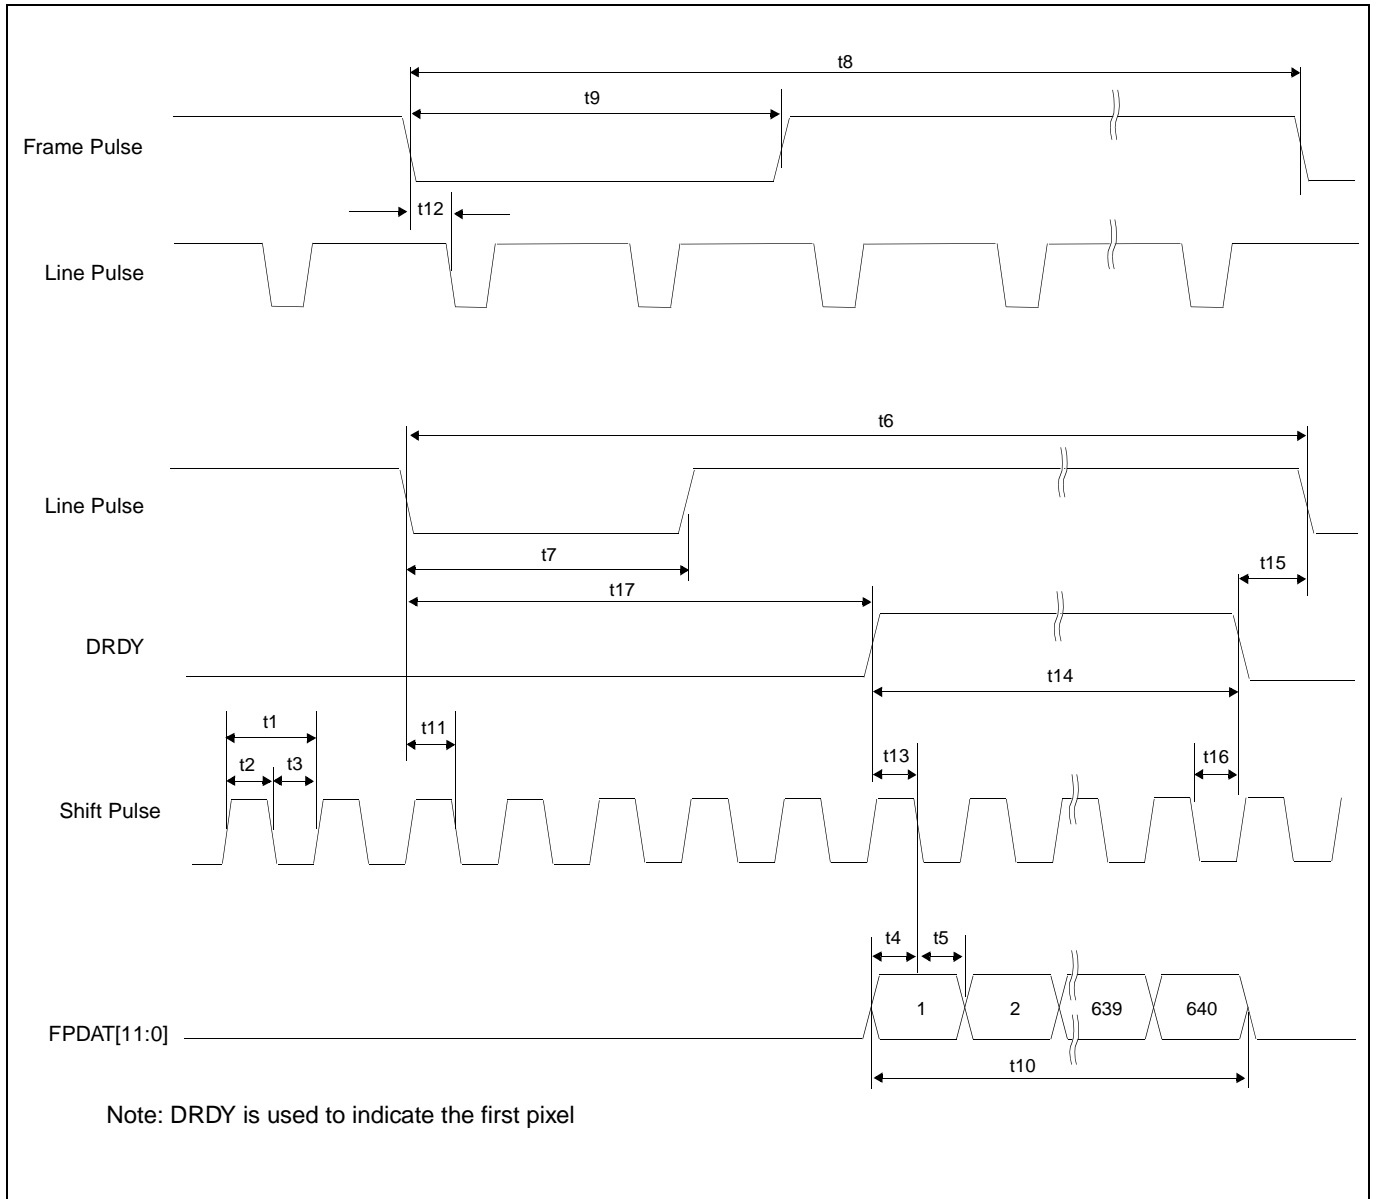 t8
t9
Frame Pulse
t12
Line Pulse
t6
Line Pulse
t7
t15
t17
DRDY
t14
t1
t11
t13
t16
t2
t3
Shift Pulse
t4
t5
1
2
639
640
FPDAT[11:0]
t10
Note: DRDY is used to indicate the first pixel